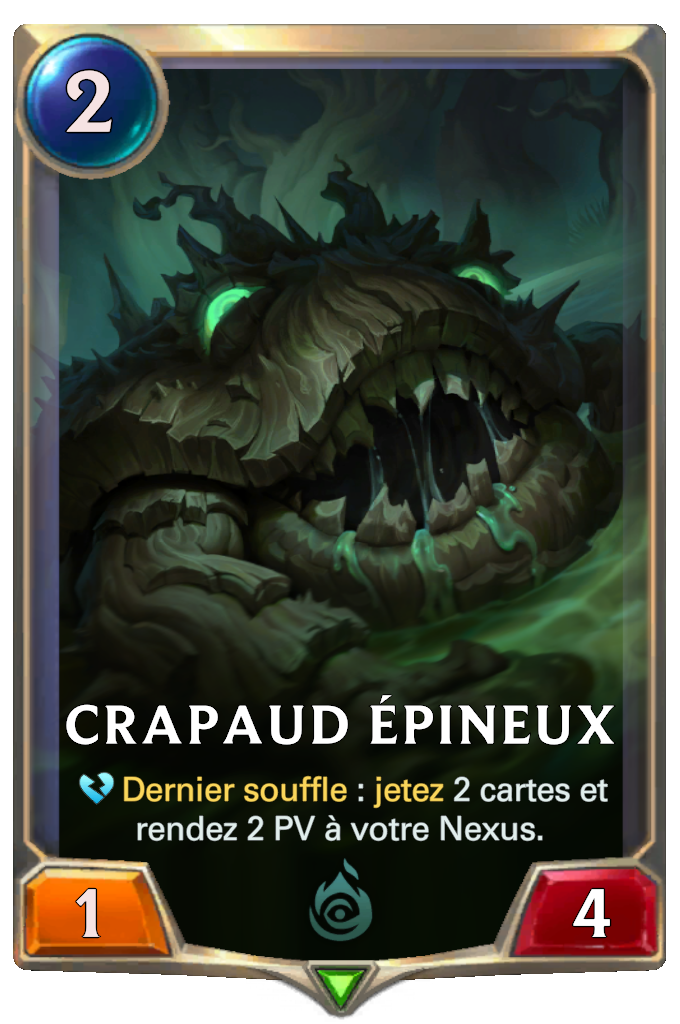 2
CRAPAUD ÉPINEUX
Dernier souffle : jetez 2 cartes et
rendez 2 PV à votre Nexus.
1
4